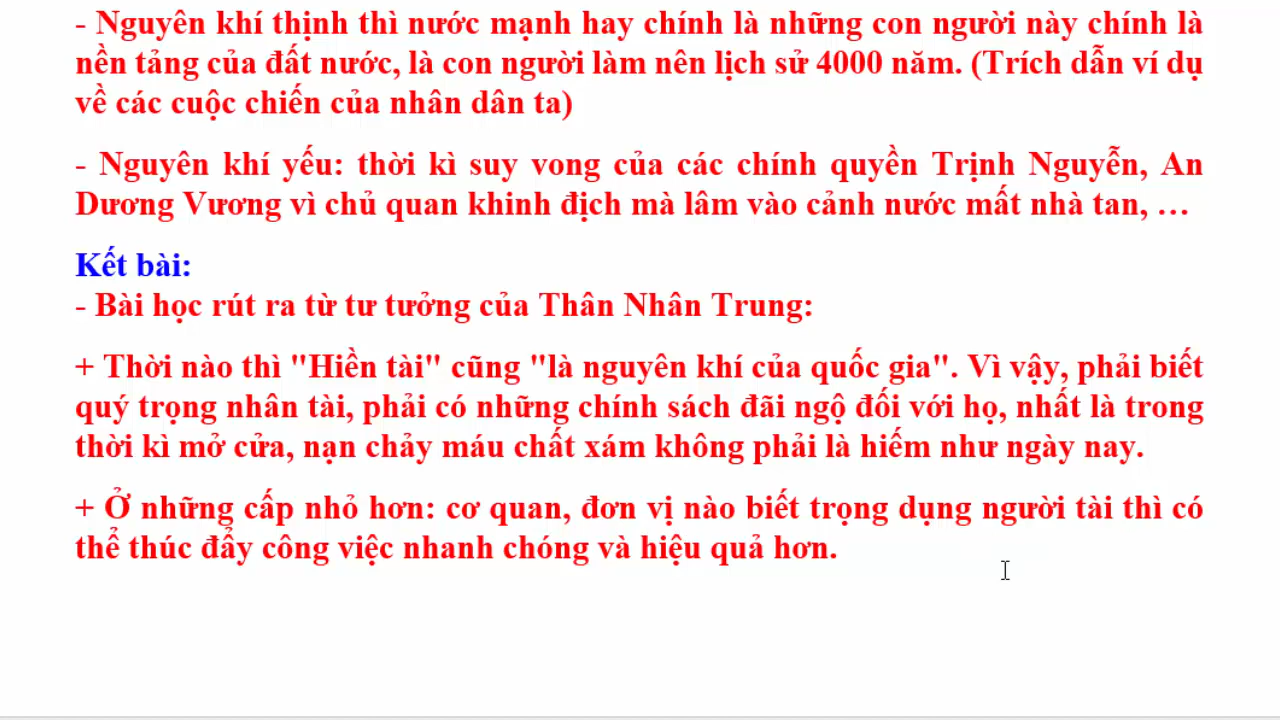 - Nguyên khí thịnh thì nước mạnh hay chính là những con người này chính là
nền tảng của đất nước, là con người làm nên lịch sử 4000 năm. (Trích dẫn ví dụ
về các cuộc chiến của nhân dân ta)
- Nguyên khí yếu: thời kì suy vong của các chính quyền Trịnh Nguyễn, An
Dương Vương vì chủ quan khinh địch mà lâm vào cảnh nước mất nhà tan, …
Kết bài:
- Bài học rút ra từ tư tưởng của Thân Nhân Trung:
+ Thời nào thì "Hiền tài" cũng "là nguyên khí của quốc gia". Vì vậy, phải biết
quý trọng nhân tài, phải có những chính sách đãi ngộ đối với họ, nhất là trong
thời kì mở cửa, nạn chảy máu chất xám không phải là hiếm như ngày nay.
+ Ở những cấp nhỏ hơn: cơ quan, đơn vị nào biết trọng dụng người tài thì có
thể thúc đẩy công việc nhanh chóng và hiệu quả hơn.